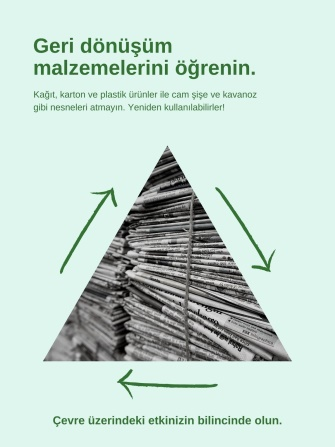 Geri dönüşüm
malzemelerini öğrenin.
Kağıt, karton ve plastik ürünler ile cam şişe ve kavanoz
gibi nesneleri atmayın. Yeniden kullanılabilirler!
Çevre üzerindeki etkinizin bilincinde olun.